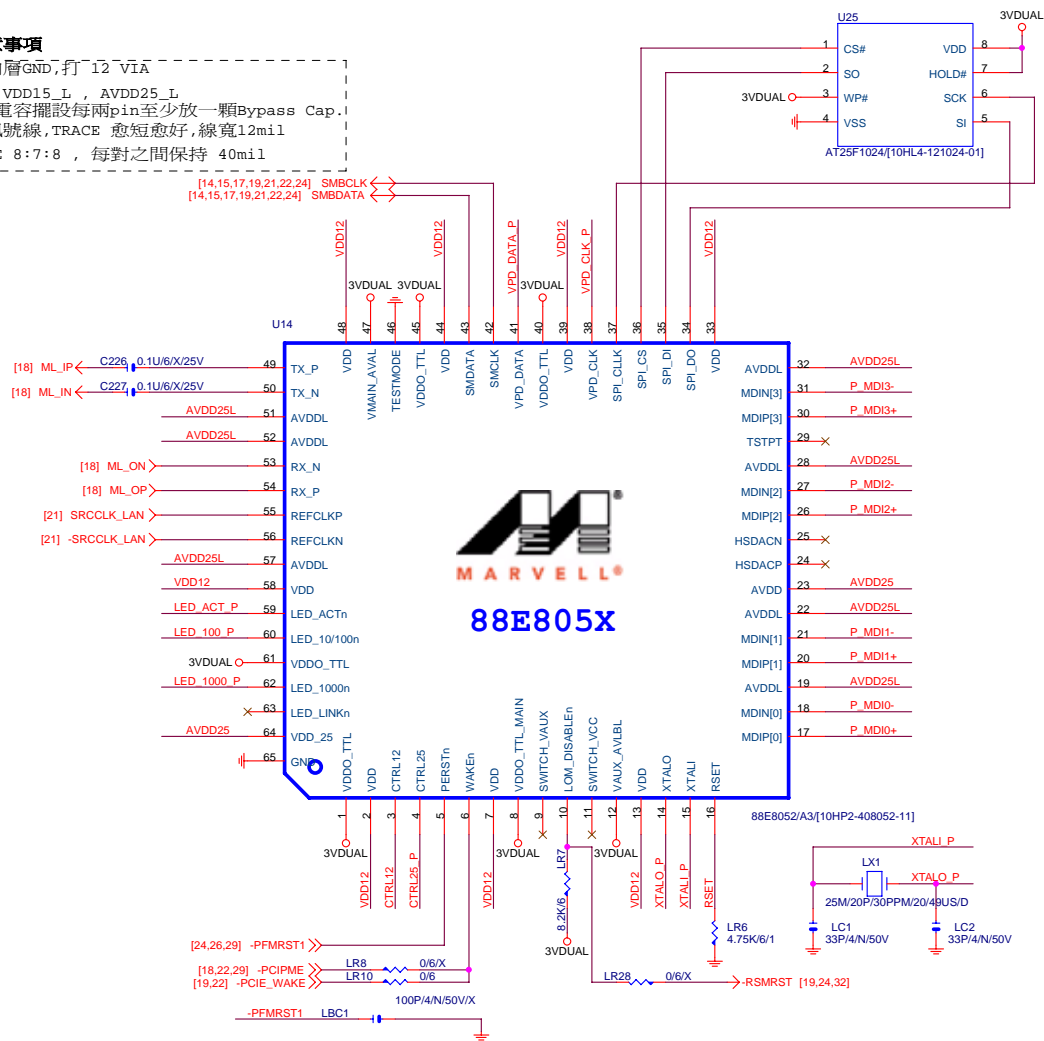 事項
層GND,打 12 VIA
VDD15_L , AVDD25_L
電容擺設每兩pin至少放一顆Bypass Cap.
號線,TRACE 愈短愈好,線寬12mil
8:7:8 , 每對之間保持 40mil
U25
3VDUAL
1 CS# VDD 8
2 SO HOLD# 7
3VDUAL 3 WP# SCK 6
4 VSS SI 5
AT25F1024/[10HL4-121024-01]
[14,15,17,19,21,22,24] SMBCLK
[14,15,17,19,21,22,24] SMBDATA
VDD12 VDD12 VPD_DATA_P VDD12 VPD_CLK_P VDD12
3VDUAL 3VDUAL 3VDUAL
U14
48 47 46 45 44 43 42 41 40 39 38 37 36 35 34 33
VDD VMAIN_AVAL TESTMODE VDDO_TTL VDD SMDATA SMCLK VPD_DATA VDDO_TTL VDD VPD_CLK SPI_CLK SPI_CS SPI_DI SPI_DO VDD
[18] ML_IP C226 0.1U/6/X/25V 49 TX_P
[18] ML_IN C227 0.1U/6/X/25V 50 TX_N
AVDD25L 51 AVDDL
AVDD25L 52 AVDDL
[18] ML_ON 53 RX_N
[18] ML_OP 54 RX_P
[21] SRCCLK_LAN 55 REFCLKP
[21] -SRCCLK_LAN 56 REFCLKN
AVDD25L 57 AVDDL
VDD12 58 VDD
LED_ACT_P 59 LED_ACTn
LED_100_P 60 LED_10/100n
3VDUAL 61 VDDO_TTL
LED_1000_P 62 LED_1000n
63 LED_LINKn
AVDD25 64 VDD_25
65 GND
MARVELL®
88E805X
AVDDL 32 AVDD25L
MDIN[3] 31 P_MDI3-
MDIP[3] 30 P_MDI3+
TSTPT 29
AVDDL 28 AVDD25L
MDIN[2] 27 P_MDI2-
MDIP[2] 26 P_MDI2+
HSDACN 25
HSDACP 24
AVDD 23 AVDD25
AVDDL 22 AVDD25L
MDIN[1] 21 P_MDI1-
MDIP[1] 20 P_MDI1+
AVDDL 19 AVDD25L
MDIN[0] 18 P_MDI0-
MDIP[0] 17 P_MDI0+
VDDO_TTL VDD CTRL12 CTRL25 PERSTn WAKEn VDD VDDO_TTL_MAIN SWITCH_VAUX LOM_DISABLEn SWITCH_VCC VAUX_AVLBL VDD XTALO XTALI RSET
1 2 3 4 5 6 7 8 9 10 11 12 13 14 15 16
88E8052/A3/[10HP2-408052-11]
3VDUAL 3VDUAL 3VDUAL
VDD12 CTRL12 CTRL25_P VDD12 LR7 8.2K/6 VDD12 XTALO_P XTALI_P RSET
3VDUAL
LR6
4.75K/6/1
XTALI_P
LX1
XTALO_P
25M/20P/30PPM/20/49US/D
LC1
33P/4/N/50V
LC2
33P/4/N/50V
[24,26,29] -PFMRST1
[18,22,29] -PCIPME LR8 0/6/X
[19,22] -PCIE_WAKE LR10 0/6
LR28 0/6/X -RSMRST [19,24,32]
100P/4/N/50V/X
-PFMRST1 LBC1